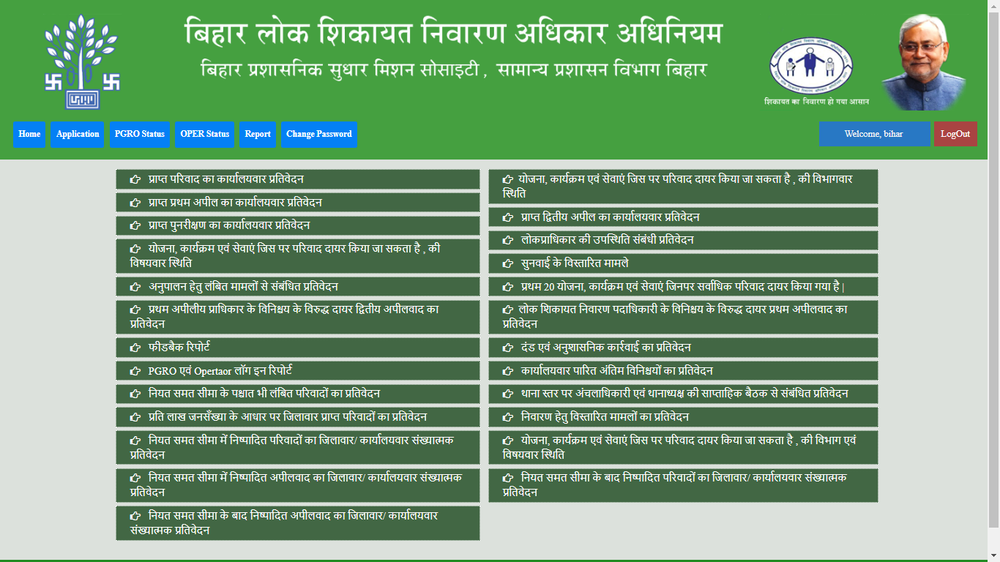 बिहार लोक शिकायत निवारण अधिकार अधिनियम
बिहार प्रशासनिक सुधार मिशन सोसाइटी , सामान्य प्रशासन विभाग बिहार
शिकायत का निवारण हो गया आसान
Home Application PGRO Status OPER Status Report Change Password Welcome, bihar LogOut
प्राप्त परिवाद का कार्यालयवार प्रतिवेदन
प्राप्त प्रथम अपील का कार्यालयवार प्रतिवेदन
प्राप्त पुनरीक्षण का कार्यालयवार प्रतिवेदन
योजना, कार्यक्रम एवं सेवाएं जिस पर परिवाद दायर किया जा सकता है , की
विषयवार स्थिति
अनुपालन हेतु लंबित मामलों से संबंधित प्रतिवेदन
प्रथम अपीलीय प्राधिकार के विनिश्चय के विरुद्ध दायर द्वितीय अपीलवाद का
प्रतिवेदन
फीडबैक रिपोर्ट
PGRO एवं Opertaor लॉग इन रिपोर्ट
नियत समत सीमा के पश्चात भी लंबित परिवादों का प्रतिवेदन
प्रति लाख जनसँख्या के आधार पर जिलावार प्राप्त परिवादों का प्रतिवेदन
नियत समत सीमा में निष्पादित परिवादों का जिलावार/ कार्यालयवार संख्यात्मक
प्रतिवेदन
नियत समत सीमा में निष्पादित अपीलवाद का जिलावार/ कार्यालयवार संख्यात्मक
प्रतिवेदन
नियत समत सीमा के बाद निष्पादित अपीलवाद का जिलावार/ कार्यालयवार
संख्यात्मक प्रतिवेदन
योजना, कार्यक्रम एवं सेवाएं जिस पर परिवाद दायर किया जा सकता है , की विभागवार
स्थिति
प्राप्त द्वितीय अपील का कार्यालयवार प्रतिवेदन
लोकप्राधिकार की उपस्थिति संबंधी प्रतिवेदन
सुनवाई के विस्तारित मामले
प्रथम 20 योजना, कार्यक्रम एवं सेवाएं जिनपर सर्वाधिक परिवाद दायर किया गया है |
लोक शिकायत निवारण पदाधिकारी के विनिश्चय के विरुद्ध दायर प्रथम अपीलवाद का
प्रतिवेदन
दंड एवं अनुशासनिक कार्रवाई का प्रतिवेदन
कार्यालयवार पारित अंतिम विनिश्चयों का प्रतिवेदन
थाना स्तर पर अंचलाधिकारी एवं थानाध्यक्ष की साप्ताहिक बैठक से संबंधित प्रतिवेदन
निवारण हेतु विस्तारित मामलों का प्रतिवेदन
योजना, कार्यक्रम एवं सेवाएं जिस पर परिवाद दायर किया जा सकता है , की विभाग एवं
विषयवार स्थिति
नियत समत सीमा के बाद निष्पादित परिवादों का जिलावार/ कार्यालयवार संख्यात्मक
प्रतिवेदन